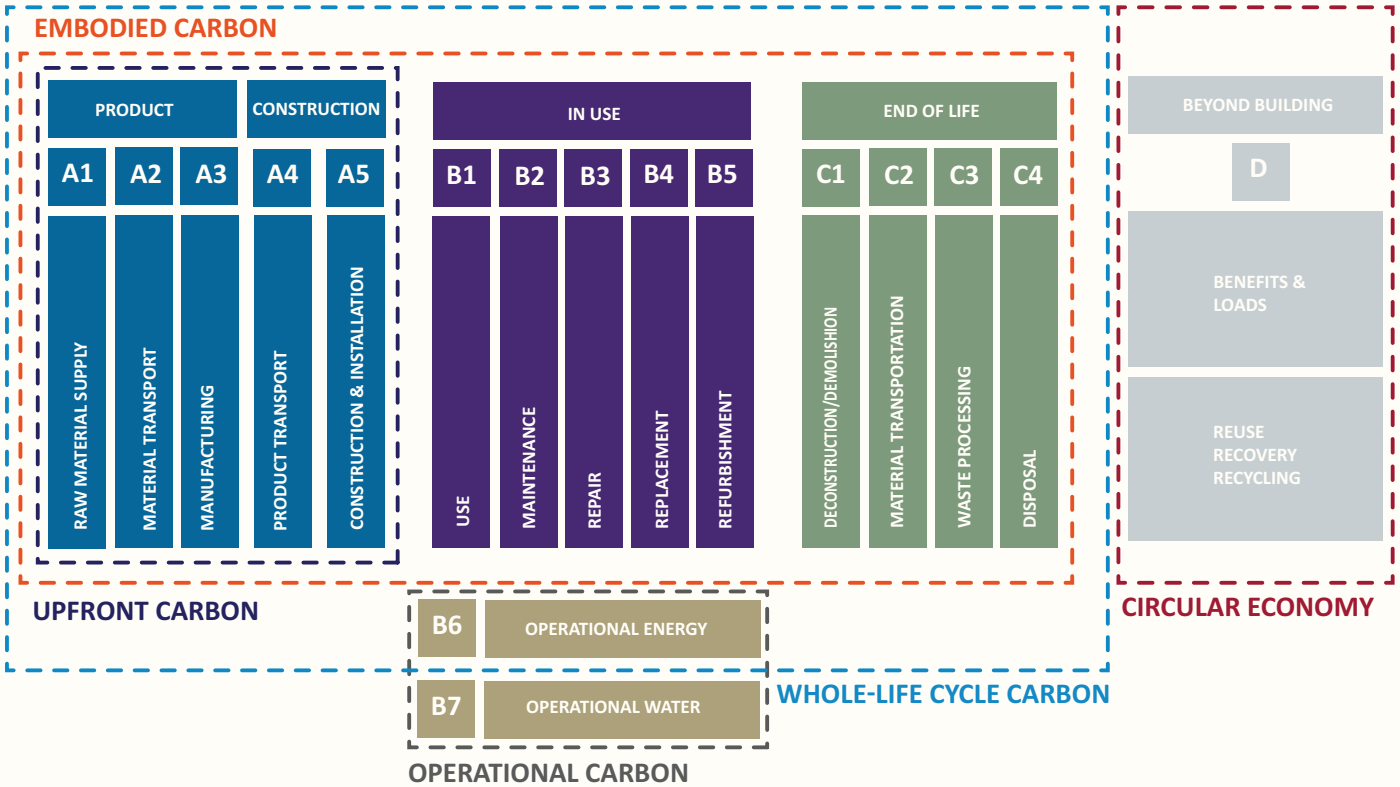 EMBODIED CARBON
PRODUCT
CONSTRUCTION
IN USE
END OF LIFE
BEYOND BUILDING
A1
A2
A3
A4
A5
B1
B2
B3
B4
B5
C1
C2
C3
C4
D
RAW MATERIAL SUPPLY
MATERIAL TRANSPORT
MANUFACTURING
PRODUCT TRANSPORT
CONSTRUCTION & INSTALLATION
USE
MAINTENANCE
REPAIR
REPLACEMENT
REFURBISHMENT
DECONSTRUCTION/DEMOLISHION
MATERIAL TRANSPORTATION
WASTE PROCESSING
DISPOSAL
BENEFITS &
LOADS
REUSE
RECOVERY
RECYCLING
UPFRONT CARBON
CIRCULAR ECONOMY
B6
OPERATIONAL ENERGY
B7
OPERATIONAL WATER
WHOLE-LIFE CYCLE CARBON
OPERATIONAL CARBON